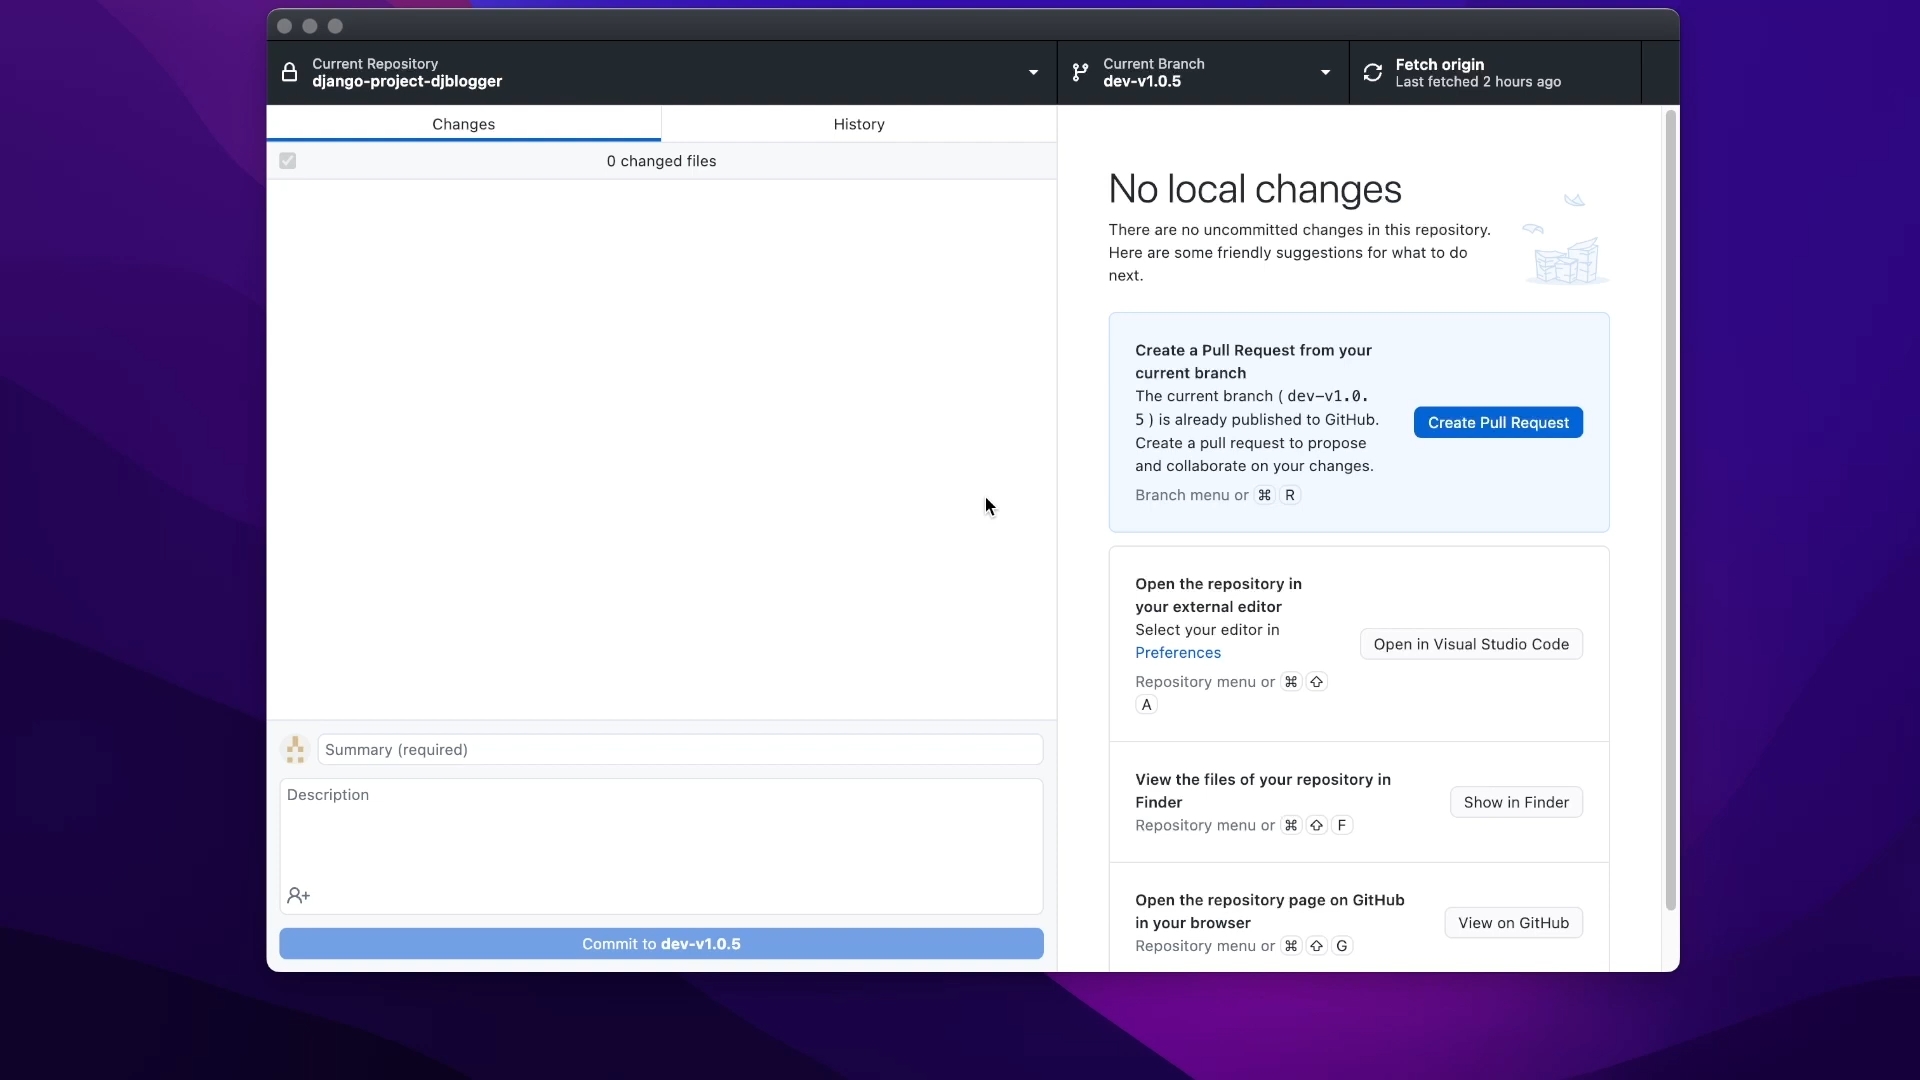 Current Repository
django-project-djblogger
Current Branch
dev-v1.0.5
Fetch origin
Last fetched 2 hours ago
Changes
History
0 changed files
No local changes
There are no uncommitted changes in this repository.
Here are some friendly suggestions for what to do
next.
Create a Pull Request from your
current branch
The current branch ( dev-v1.0.
5 ) is already published to GitHub.
Create a pull request to propose
and collaborate on your changes.
Branch menu or ⌘ R
Create Pull Request
Open the repository in
your external editor
Select your editor in
Preferences
Repository menu or ⌘ ⇧
A
Open in Visual Studio Code
View the files of your repository in
Finder
Repository menu or ⌘ ⇧ F
Show in Finder
Open the repository page on GitHub
in your browser
Repository menu or ⌘ ⇧ G
View on GitHub
Summary (required)
Description
Commit to dev-v1.0.5